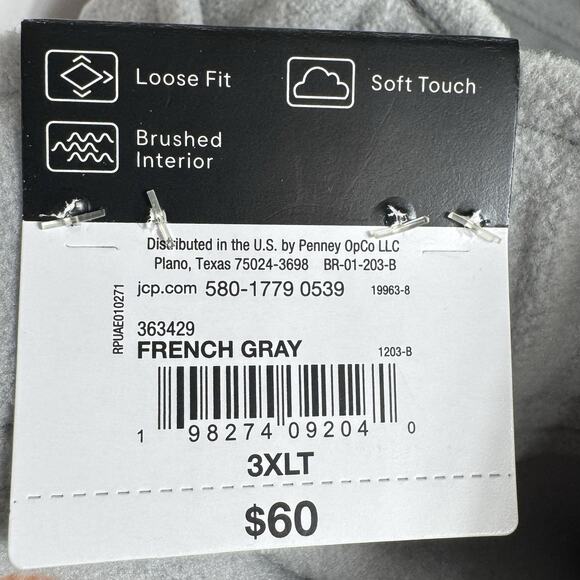 Loose Fit
Soft Touch
Brushed
Interior
Distributed in the U.S. by Penney OpCo LLC
Plano, Texas 75024-3698 BR-01-203-B
jcp.com 580-1779 0539 19963-8
RPUAE010271
363429
FRENCH GRAY 1203-B
1 98274 09204 0
3XLT
$60